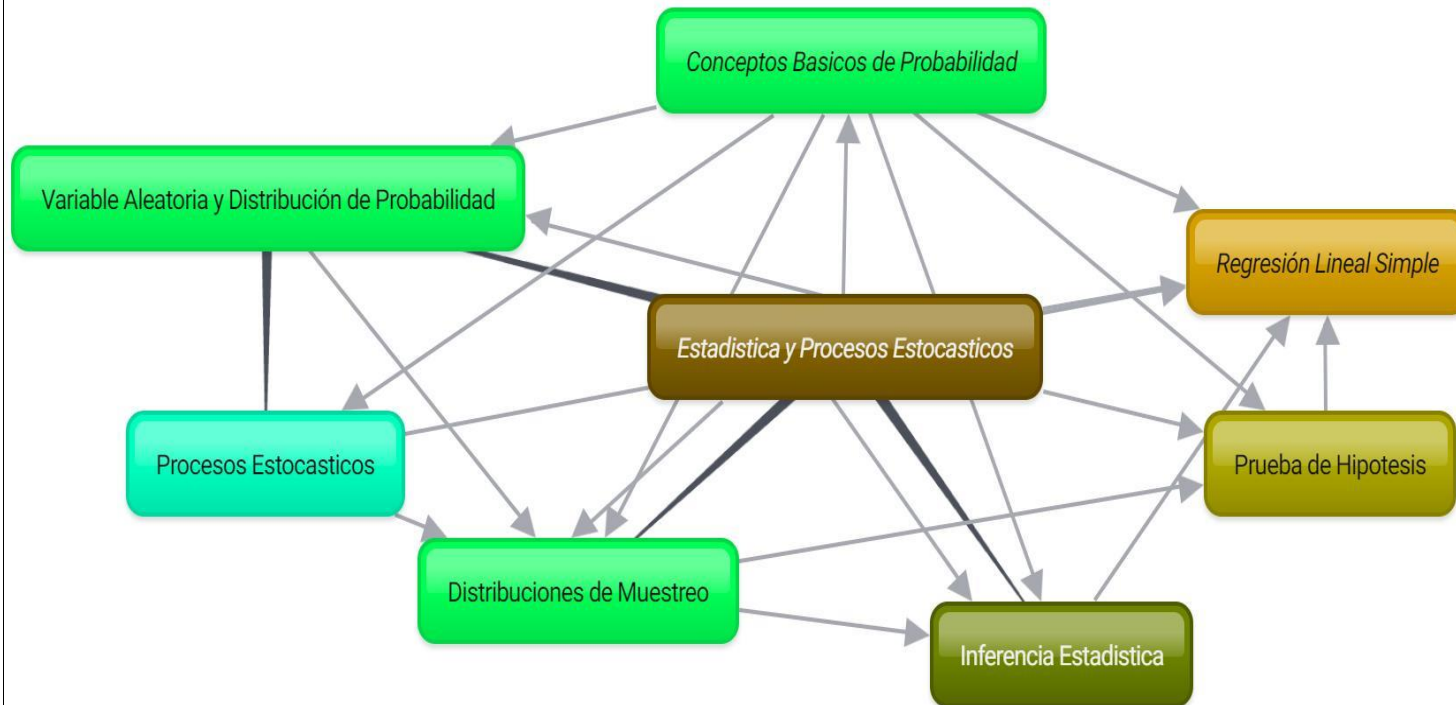 Conceptos Basicos de Probabilidad
Variable Aleatoria y Distribución de Probabilidad
Regresión Lineal Simple
Estadistica y Procesos Estocasticos
Procesos Estocasticos
Prueba de Hipotesis
Distribuciones de Muestreo
Inferencia Estadistica